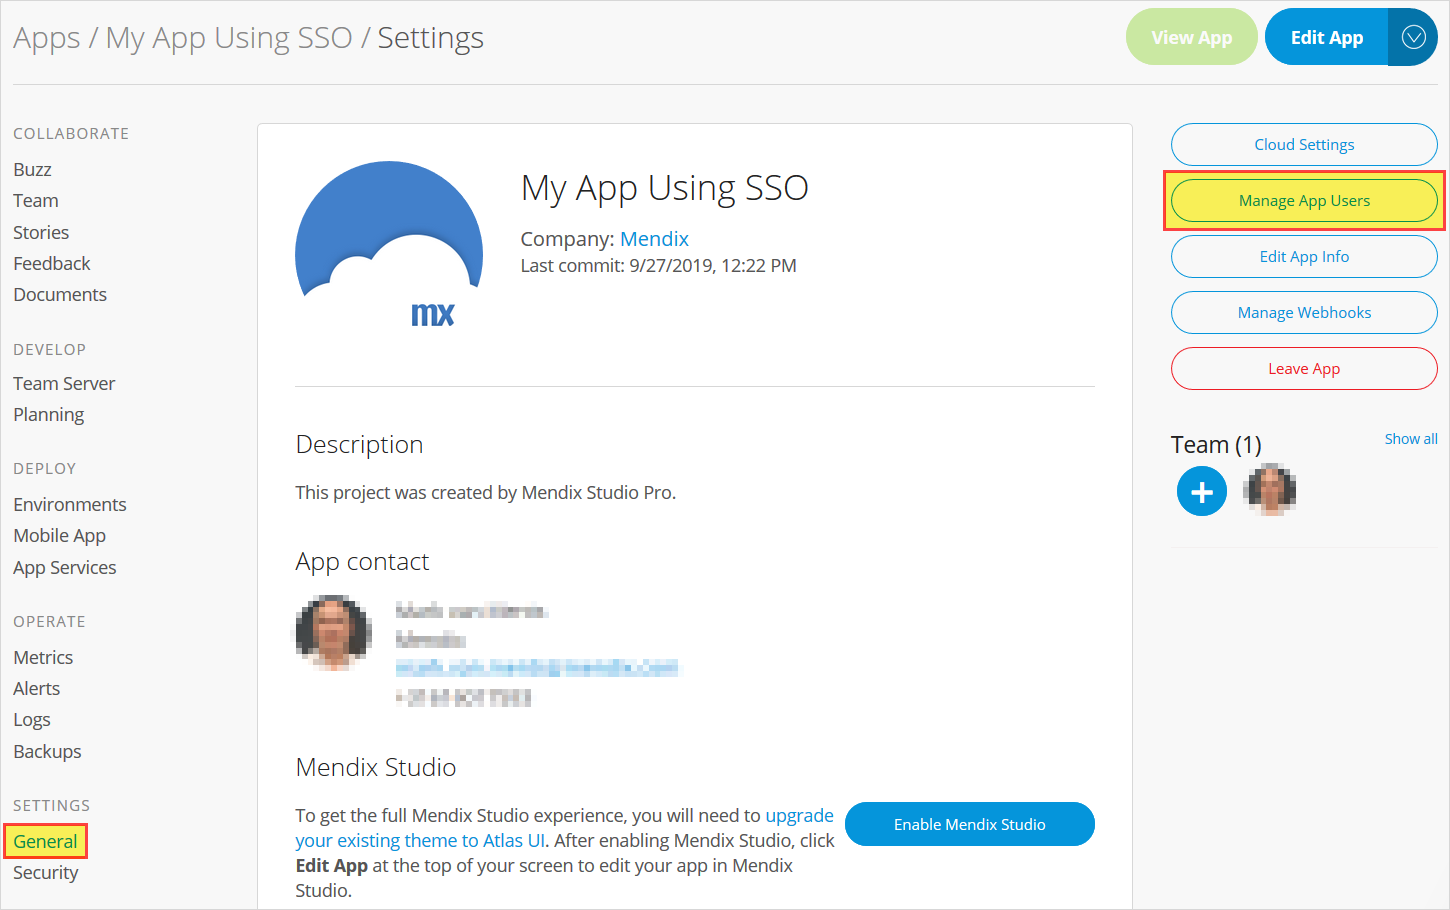 Apps / My App Using SSO / Settings
View App
Edit App
COLLABORATE
Buzz
Team
Stories
Feedback
Documents
DEVELOP
Team Server
Planning
DEPLOY
Environments
Mobile App
App Services
OPERATE
Metrics
Alerts
Logs
Backups
SETTINGS
General
Security
mx
My App Using SSO
Company: Mendix
Last commit: 9/27/2019, 12:22 PM
Description
This project was created by Mendix Studio Pro.
App contact
Mendix Studio
To get the full Mendix Studio experience, you will need to upgrade
your existing theme to Atlas UI. After enabling Mendix Studio, click
Edit App at the top of your screen to edit your app in Mendix
Studio.
Enable Mendix Studio
Cloud Settings
Manage App Users
Edit App Info
Manage Webhooks
Leave App
Team (1)
Show all